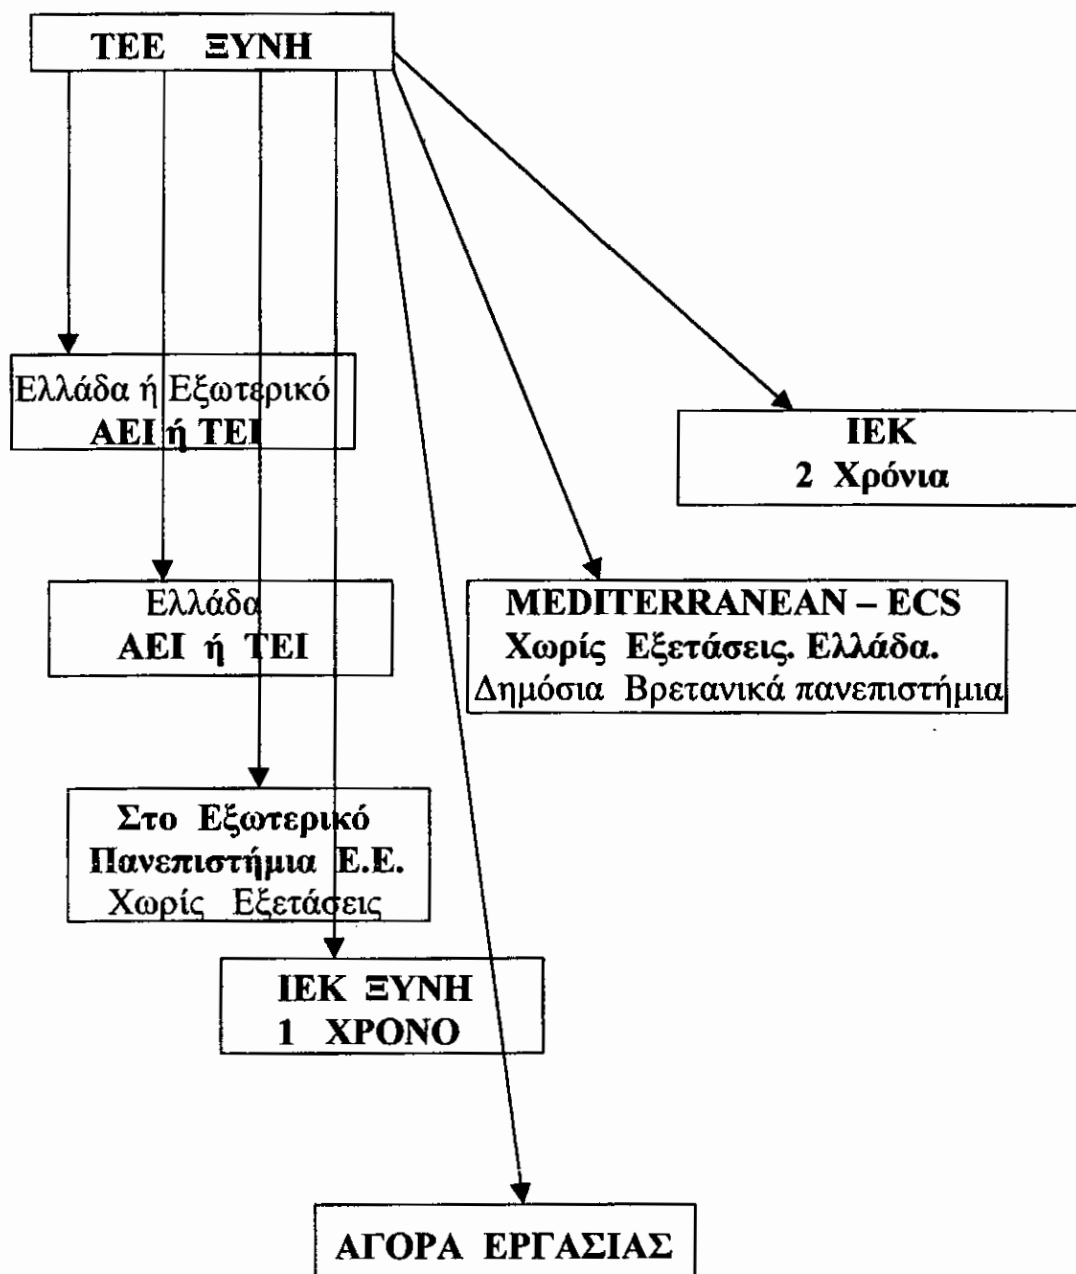 ΤΕΕ ΞΥΝΗ
Ελλάδα ή Εξωτερικό
ΑΕΙ ή ΤΕΙ
ΙΕΚ
2 Χρόνια
Ελλάδα
ΑΕΙ ή ΤΕΙ
MEDITERRANEAN – ECS
Χωρίς Εξετάσεις. Ελλάδα.
Δημόσια Βρετανικά πανεπιστήμια
Στο Εξωτερικό
Πανεπιστήμια Ε.Ε.
Χωρίς Εξετάσεις
ΙΕΚ ΞΥΝΗ
1 ΧΡΟΝΟ
ΑΓΟΡΑ ΕΡΓΑΣΙΑΣ